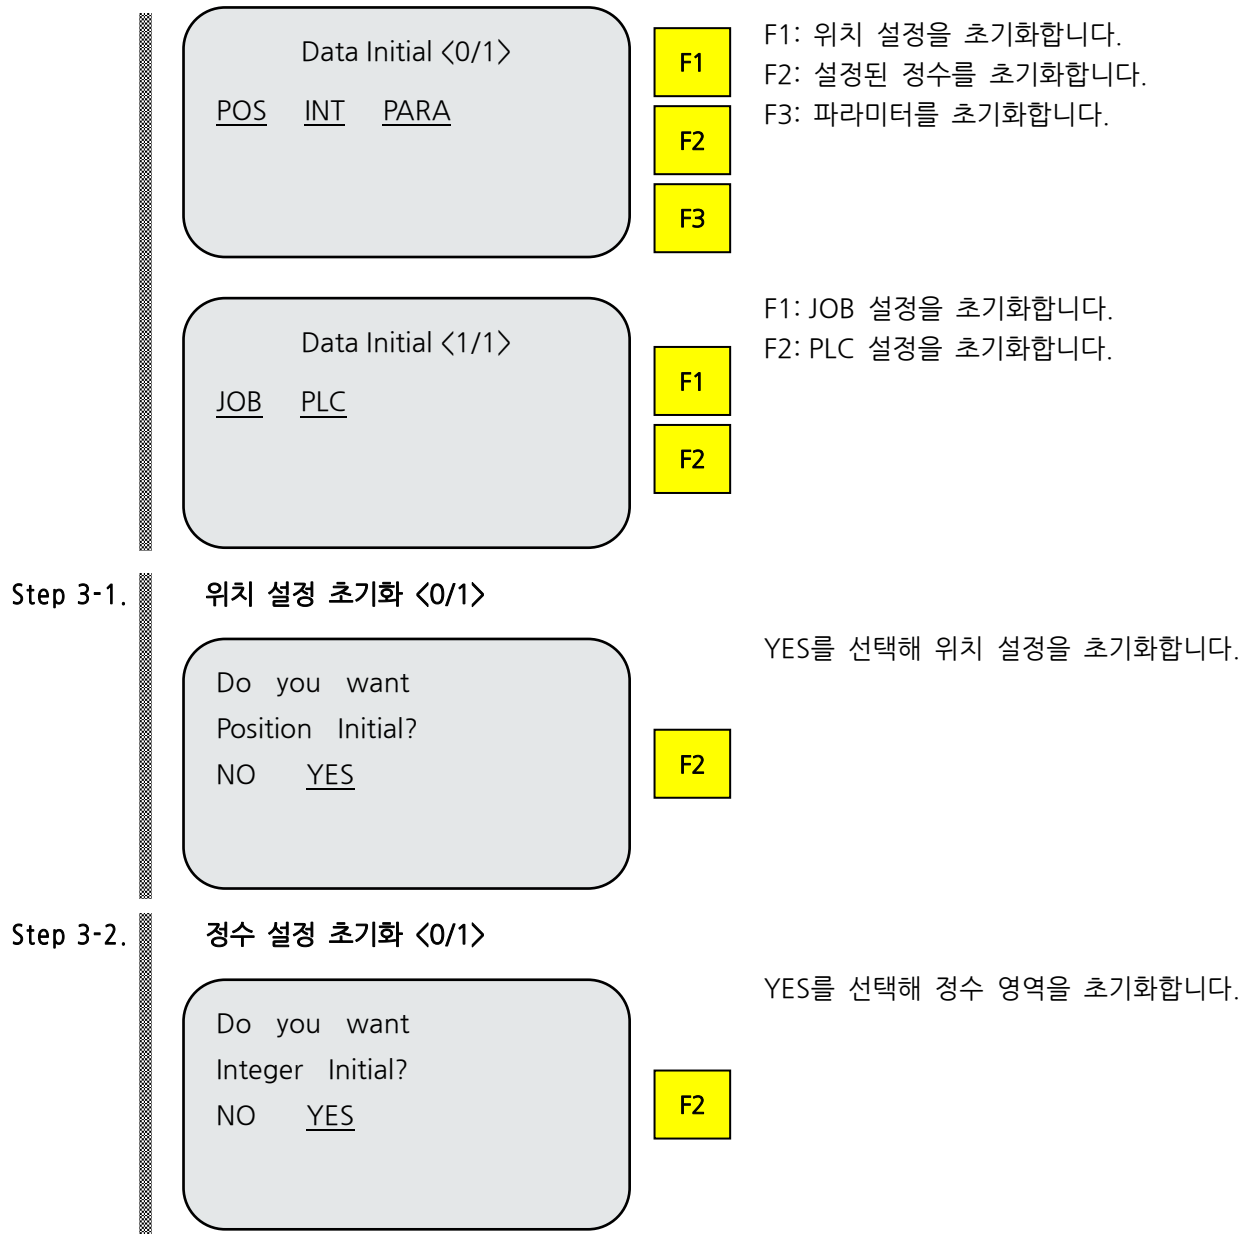 Data Initial <0/1>
POS INT PARA
F1
F2
F3
F1: 위치 설정을 초기화합니다.
F2: 설정된 정수를 초기화합니다.
F3: 파라미터를 초기화합니다.
Data Initial <1/1>
JOB PLC
F1
F2
F1: JOB 설정을 초기화합니다.
F2: PLC 설정을 초기화합니다.
Step 3-1. 위치 설정 초기화 <0/1>
Do you want
Position Initial?
NO YES
F2
YES를 선택해 위치 설정을 초기화합니다.
Step 3-2. 정수 설정 초기화 <0/1>
Do you want
Integer Initial?
NO YES
F2
YES를 선택해 정수 영역을 초기화합니다.